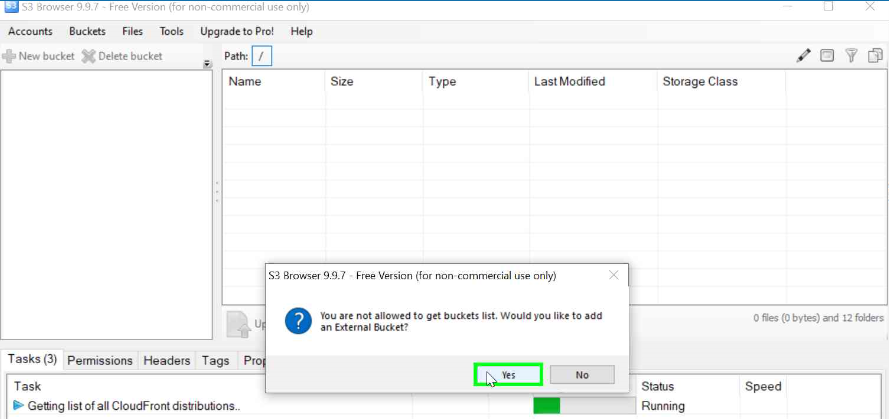 S3 Browser 9.9.7 - Free Version (for non-commercial use only)
Accounts Buckets Files Tools Upgrade to Pro! Help
New bucket Delete bucket Path: /
Name Size Type Last Modified Storage Class
S3 Browser 9.9.7 - Free Version (for non-commercial use only)
You are not allowed to get buckets list. Would you like to add
an External Bucket?
0 files (0 bytes) and 12 folders
Yes No
Tasks (3) Permissions Headers Tags
Task Status Speed
Getting list of all CloudFront distributions.. Running